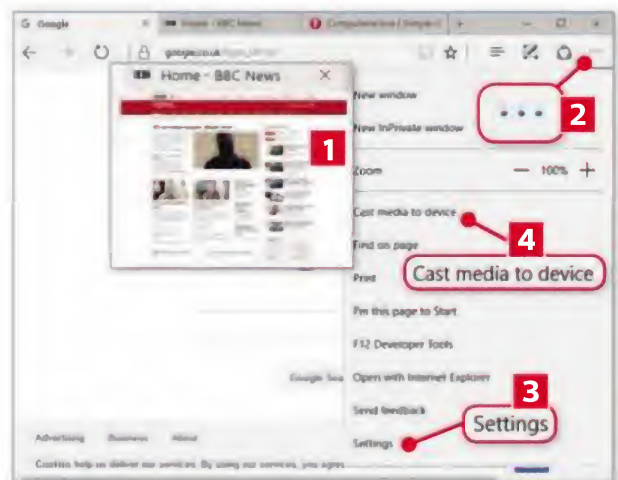 G Google × Home - BBC News
google.co.uk
Home - BBC News ×
1
New window
2
New InPrivate window
Zoom — 100% +
Cast media to device
4
Find on page
Cast media to device
Print
Pin this page to Start
F12 Developer Tools
Google Sea
Open with Internet Explorer
3
Send feedback
Settings
Advertising Business About
Settings
Cookies help us deliver our services. By using our services, you agree